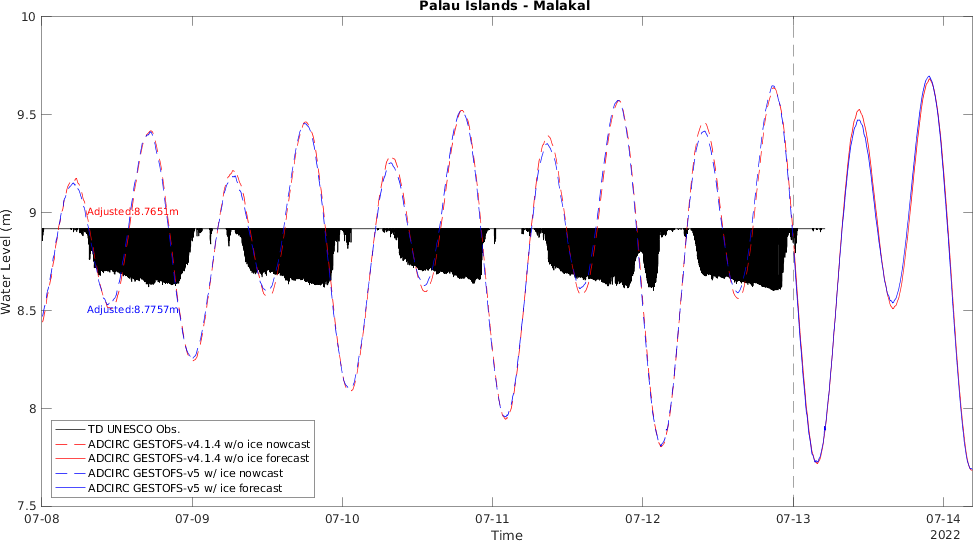 Palau Islands - Malakal
10
9.5
9
8.5
8
7.5
Water Level (m)
Adjusted:8.7651m
Adjusted:8.7757m
TD UNESCO Obs.
ADCIRC GESTOFS-v4.1.4 w/o ice nowcast
ADCIRC GESTOFS-v4.1.4 w/o ice forecast
ADCIRC GESTOFS-v5 w/ ice nowcast
ADCIRC GESTOFS-v5 w/ ice forecast
07-08 07-09 07-10 07-11 07-12 07-13 07-14
Time
2022